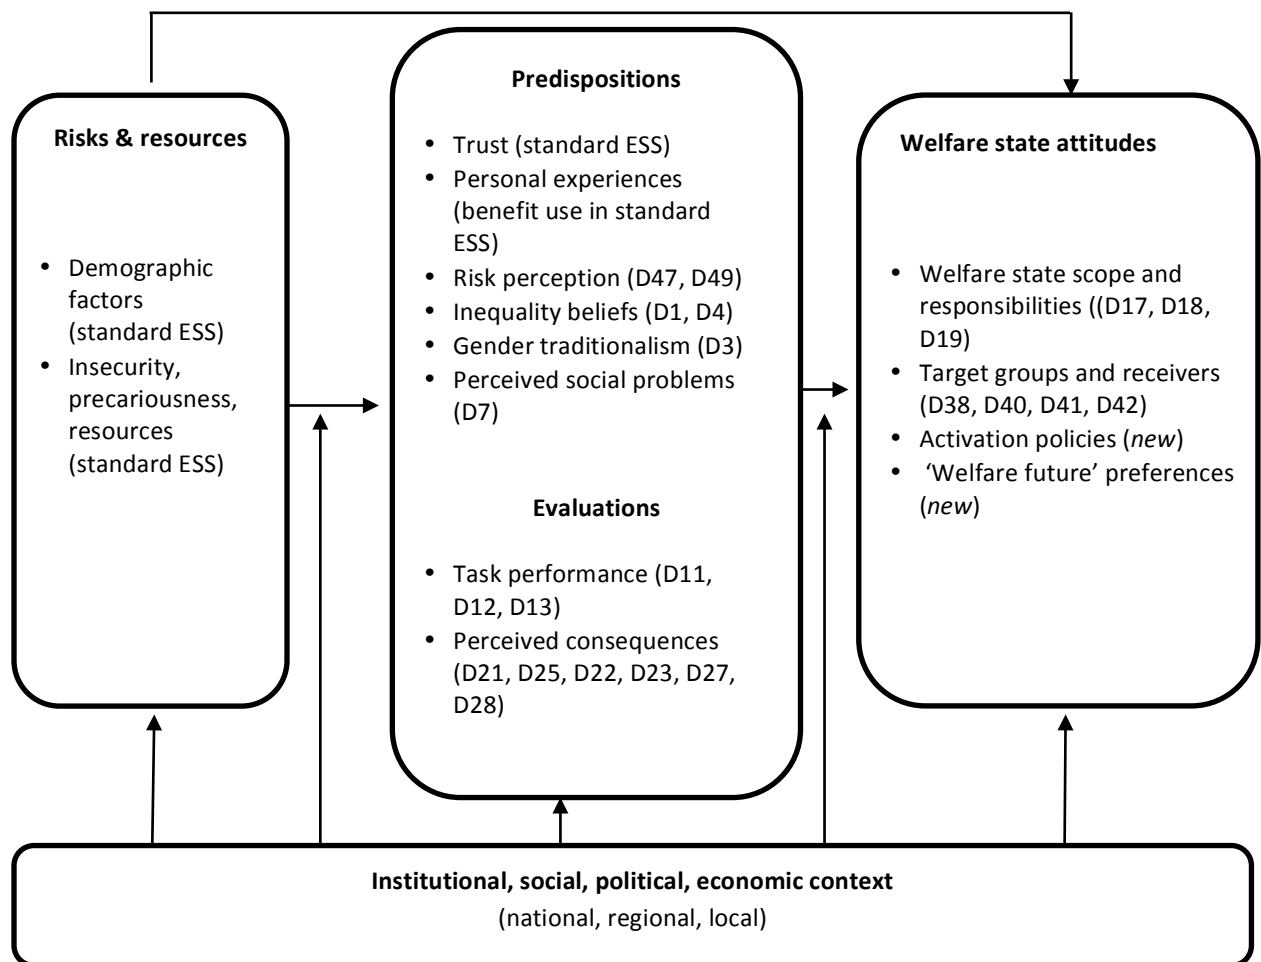 Risks & resources
• Demographic
factors
(standard ESS)
• Insecurity,
precariousness,
resources
(standard ESS)
Predispositions
• Trust (standard ESS)
• Personal experiences
(benefit use in standard
ESS)
• Risk perception (D47, D49)
• Inequality beliefs (D1, D4)
• Gender traditionalism (D3)
• Perceived social problems
(D7)
Evaluations
• Task performance (D11,
D12, D13)
• Perceived consequences
(D21, D25, D22, D23, D27,
D28)
Welfare state attitudes
• Welfare state scope and
responsibilities ((D17, D18,
D19)
• Target groups and receivers
(D38, D40, D41, D42)
• Activation policies (new)
• ‘Welfare future’ preferences
(new)
Institutional, social, political, economic context
(national, regional, local)